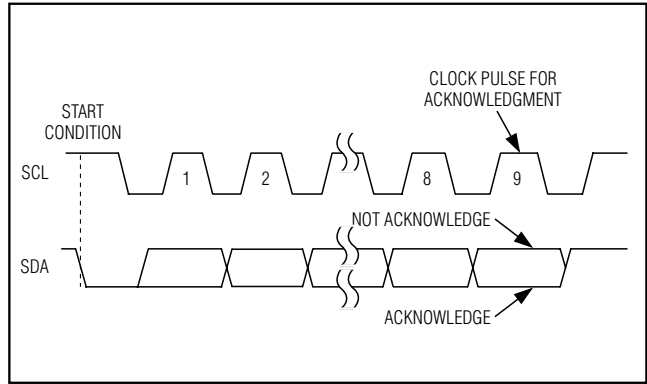 CLOCK PULSE FOR
ACKNOWLEDGMENT
START
CONDITION
SCL
1
2
8
9
NOT ACKNOWLEDGE
SDA
ACKNOWLEDGE